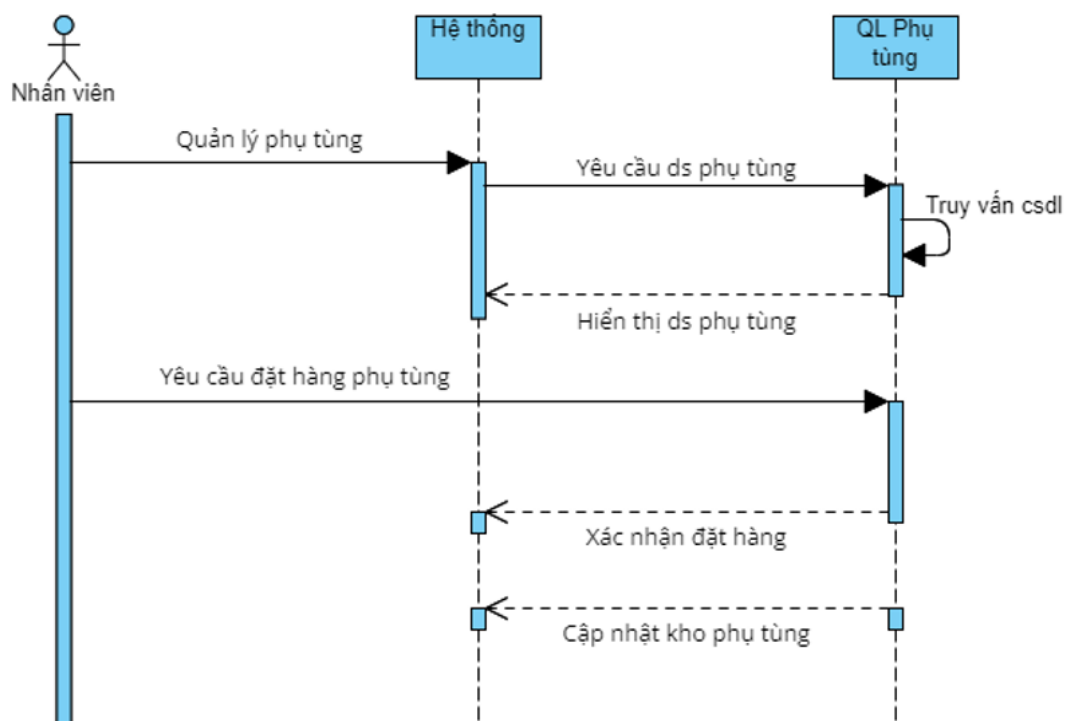 Hệ thông
QL Phụ
tùng
Nhân viên
Quản lý phụ tùng
Yêu cầu ds phụ tùng
Truy vấn csdl
Hiển thị ds phụ tùng
Yêu cầu đặt hàng phụ tùng
Xác nhận đặt hàng
Cập nhật kho phụ tùng